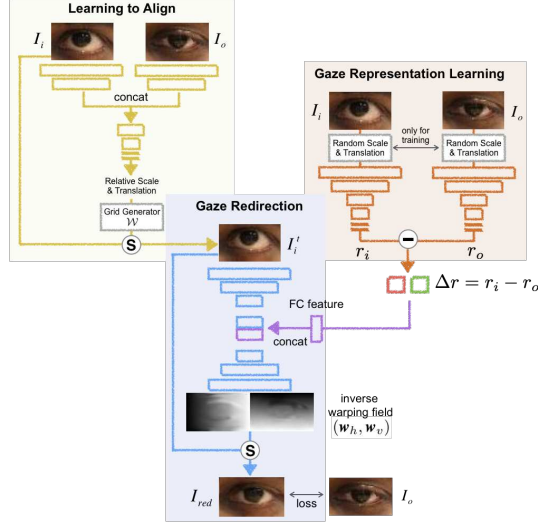 Learning to Align
I_i
I_o
concat
Relative Scale
& Translation
Grid Generator
W
S
Gaze Representation Learning
I_i
I_o
Random Scale
& Translation
only for
training
Random Scale
& Translation
−
r_i
r_o
Δr = r_i − r_o
Gaze Redirection
I_i^t
FC feature
concat
inverse
warping field
(w_h, w_v)
S
I_red
loss
I_o